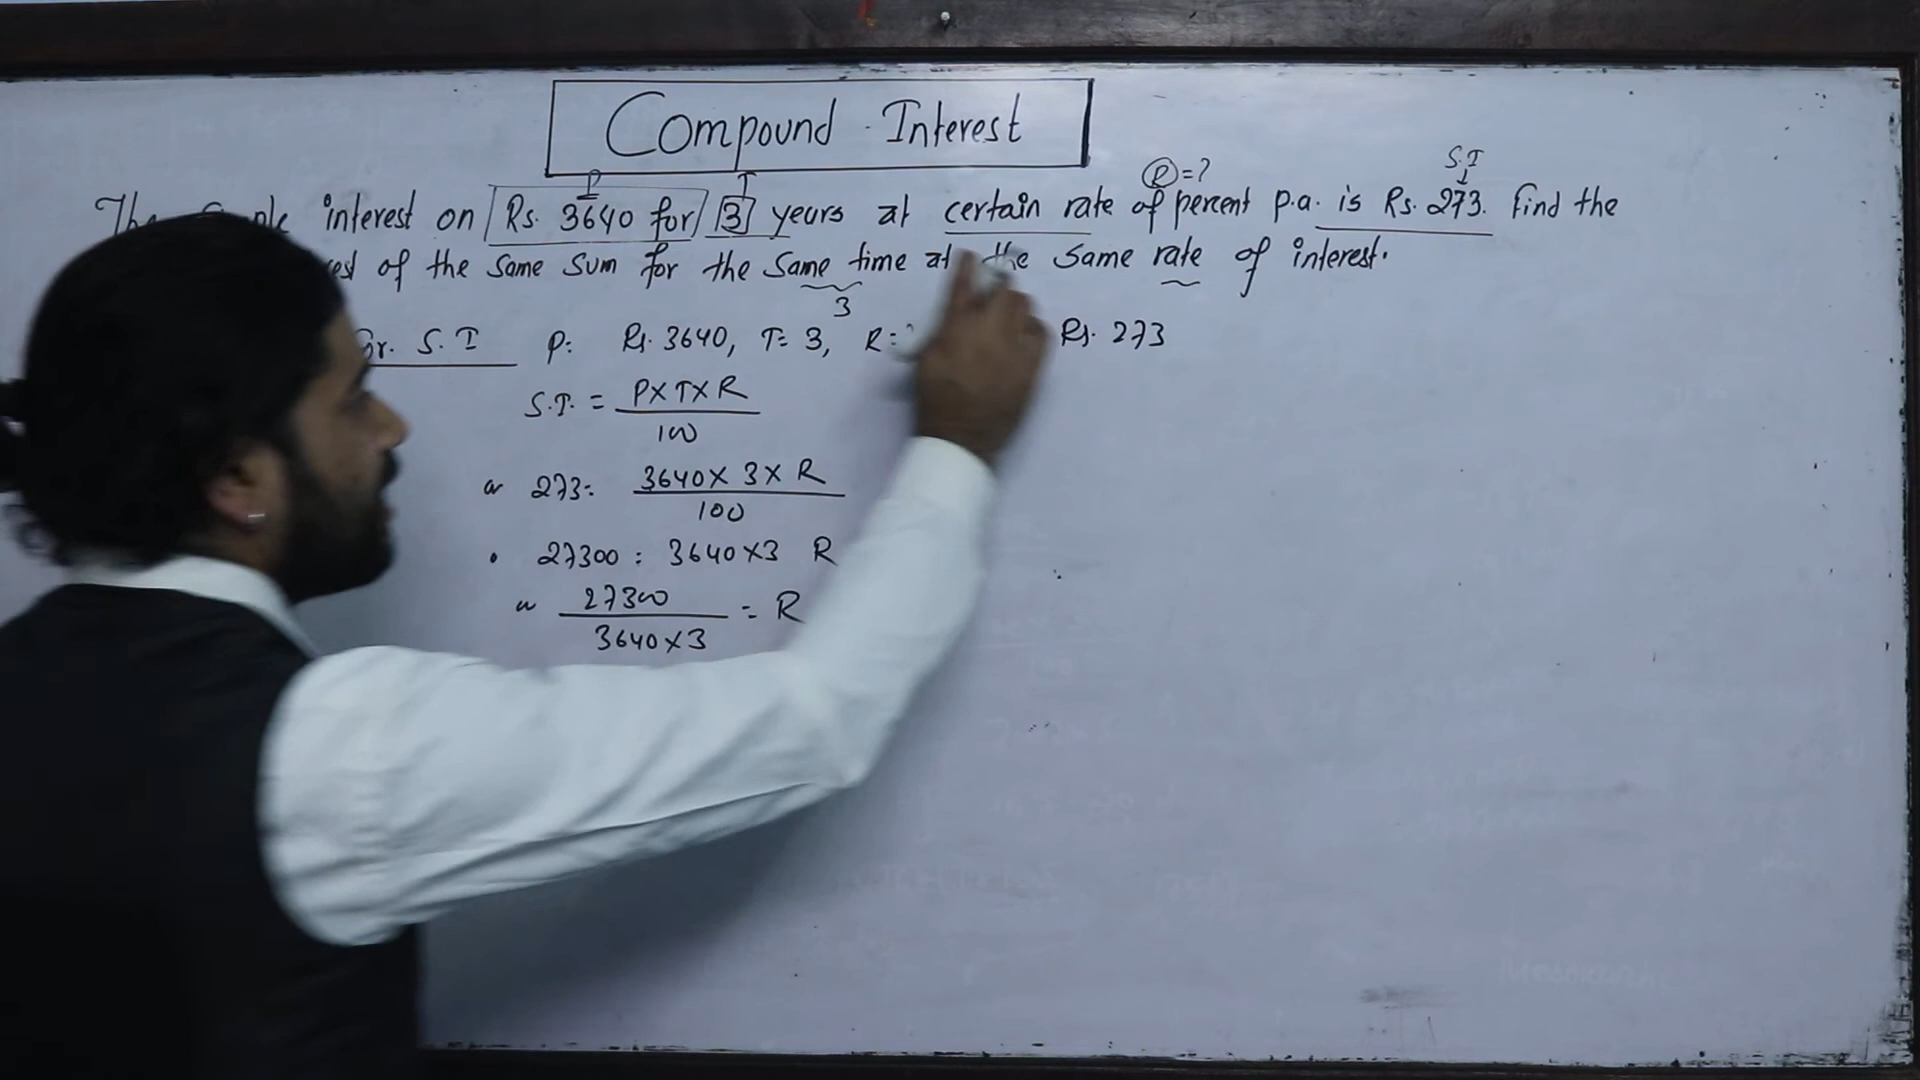 Compound Interest
P T R=? S.I
interest on Rs. 3640 for 3 years at certain rate of percent p.a. is Rs. 273. Find the
of the same sum for the same time at the same rate of interest.
3
S.I P: Rs. 3640, T= 3, R= Rs. 273
S.I. = P×T×R
100
or 273= 3640×3×R
100
27300 = 3640×3 R
27300 = R
3640×3